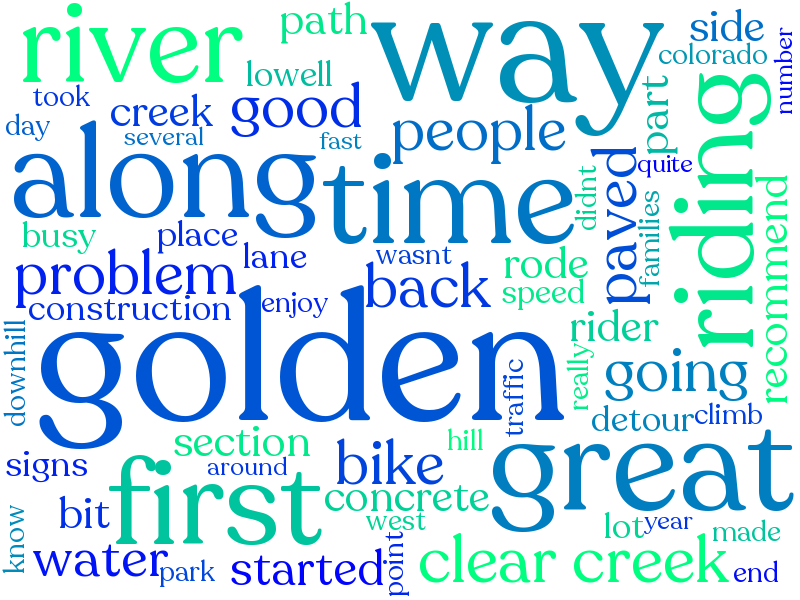 river
path
way
side
colorado
number
lowell
took
creek
good
day
several
fast
people
part
along
time
paved
quite
riding
didnt
families
recommend
busy
place
lane
wasnt
rode
problem
back
speed
construction
enjoy
golden
rider
downhill
really
going
traffic
detour
climb
section
hill
great
signs
around
bike
first
concrete
west
bit
know
lot
year
made
water
park
started
point
clear creek
end